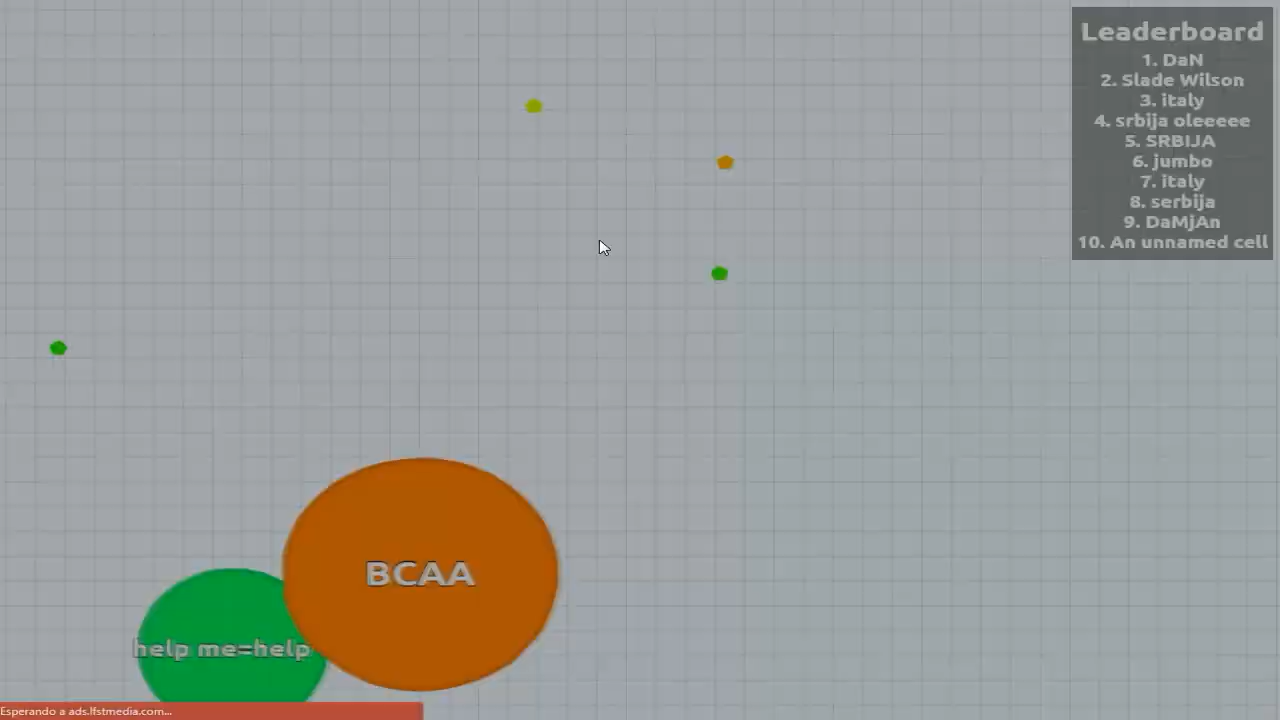 Leaderboard
1. DaN
2. Slade Wilson
3. italy
4. srbija oleeeee
5. SRBIJA
6. jumbo
7. italy
8. serbija
9. DaMjAn
10. An unnamed cell
BCAA
help me=help
Esperando a ads.lfstmedia.com...